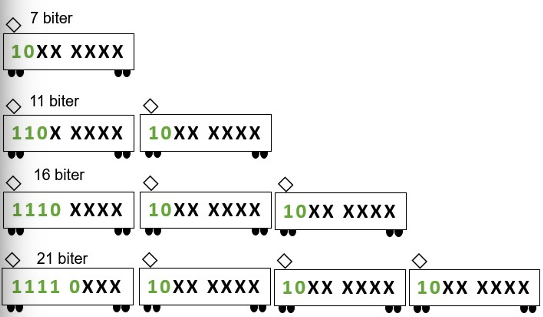 7 biter
10XX XXXX
11 biter
110X XXXX 10XX XXXX
16 biter
1110 XXXX 10XX XXXX 10XX XXXX
21 biter
1111 0XXX 10XX XXXX 10XX XXXX 10XX XXXX